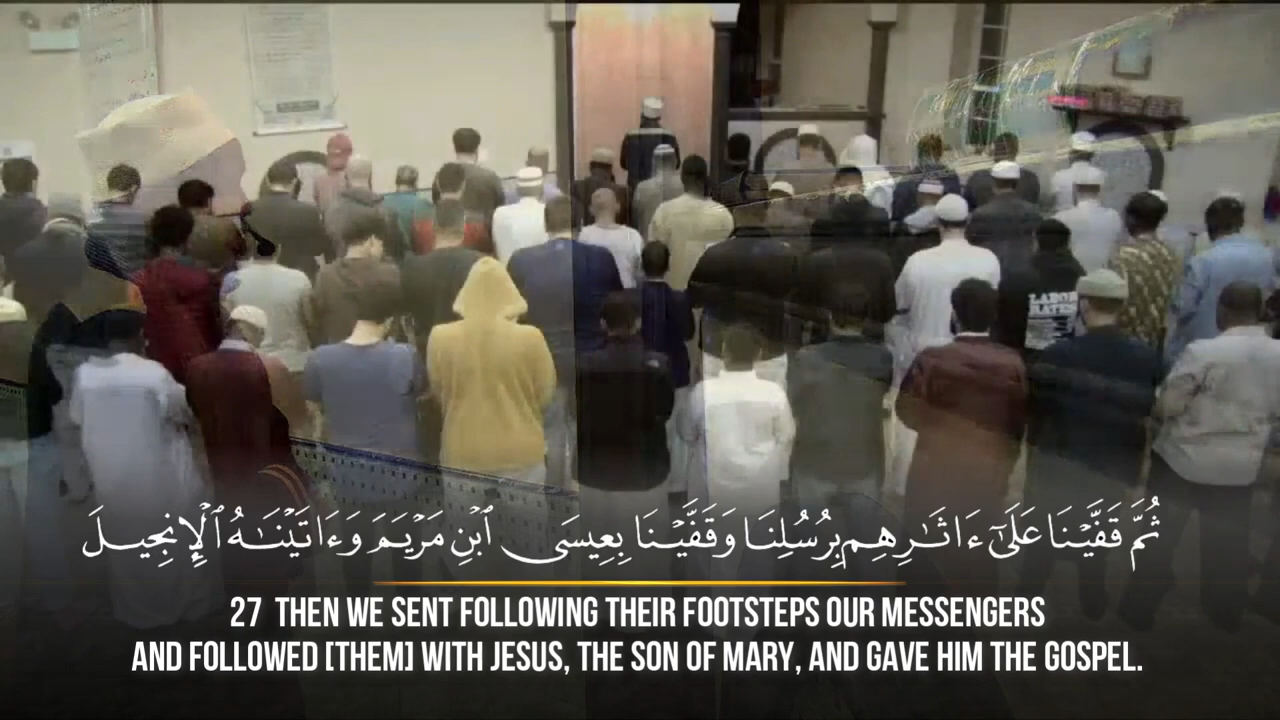 ثُمَّ قَفَّيْنَا عَلَىٰٓ ءَاثَـٰرِهِم بِرُسُلِنَا وَقَفَّيْنَا بِعِيسَى ٱبْنِ مَرْيَمَ وَءَاتَيْنَـٰهُ ٱلْإِنجِيلَ
27 THEN WE SENT FOLLOWING THEIR FOOTSTEPS OUR MESSENGERS
AND FOLLOWED [THEM] WITH JESUS, THE SON OF MARY, AND GAVE HIM THE GOSPEL.